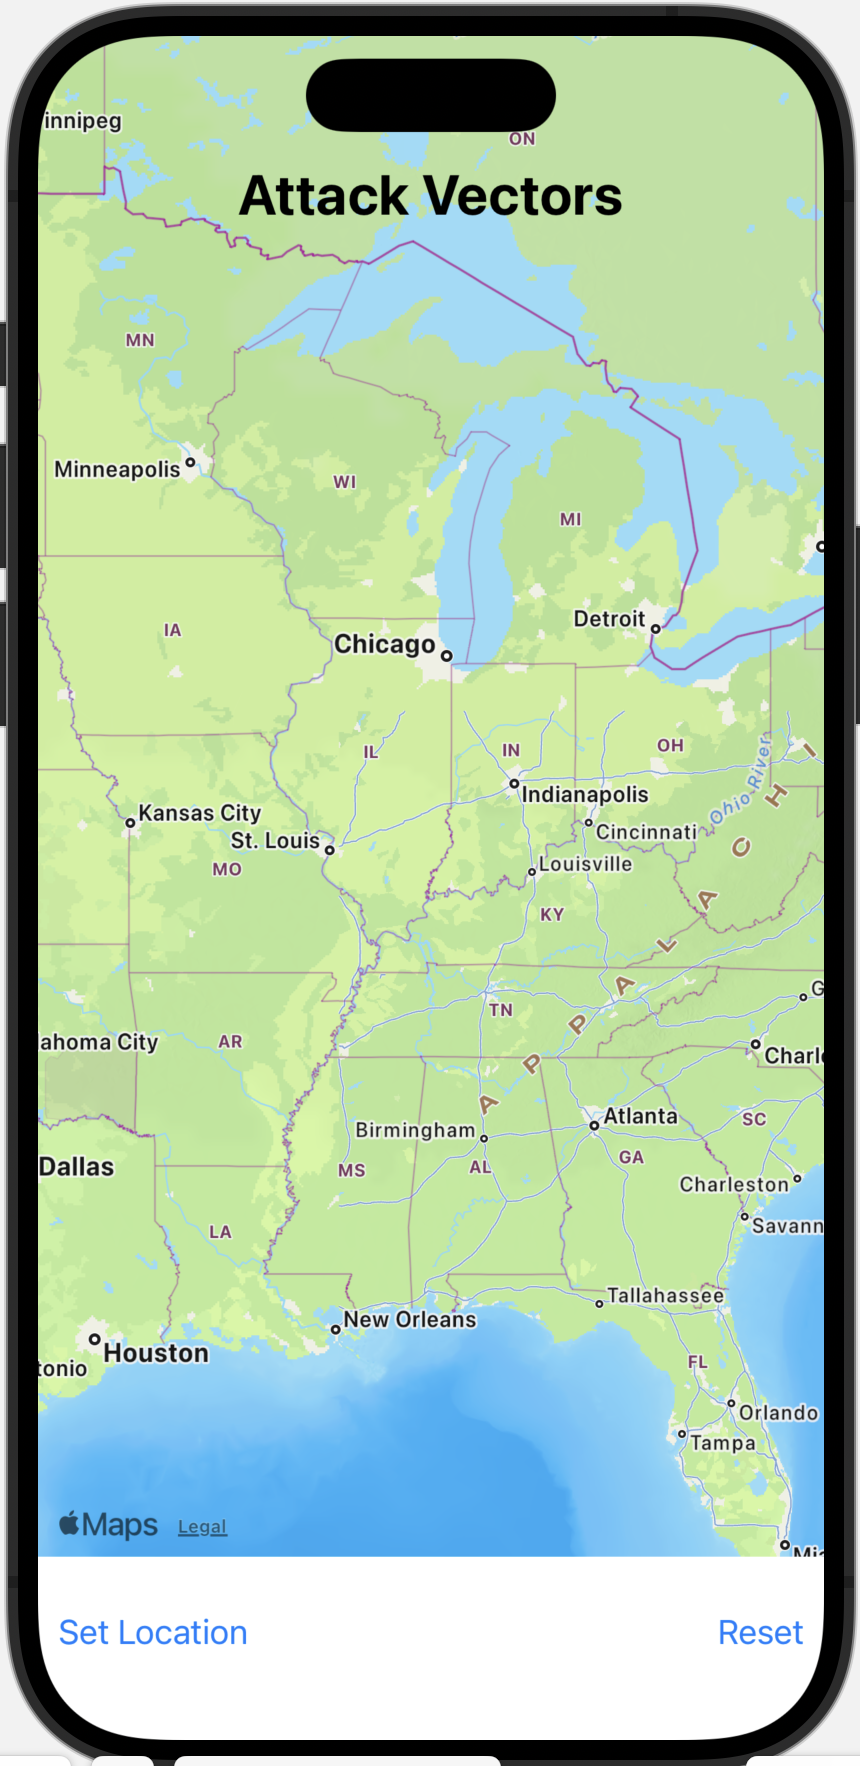 innipeg
ON
Attack Vectors
MN
Minneapolis
WI
MI
IA
Chicago
Detroit
IL
IN
OH
Ohio River
Kansas City
Indianapolis
St. Louis
Cincinnati
MO
Louisville
KY
APPALACHI
TN
G
lahoma City
AR
Charl
Atlanta
Birmingham
SC
Dallas
MS
AL
GA
Charleston
Savann
LA
Tallahassee
New Orleans
Houston
tonio
FL
Orlando
Tampa
Maps
Legal
Mia
Set Location
Reset